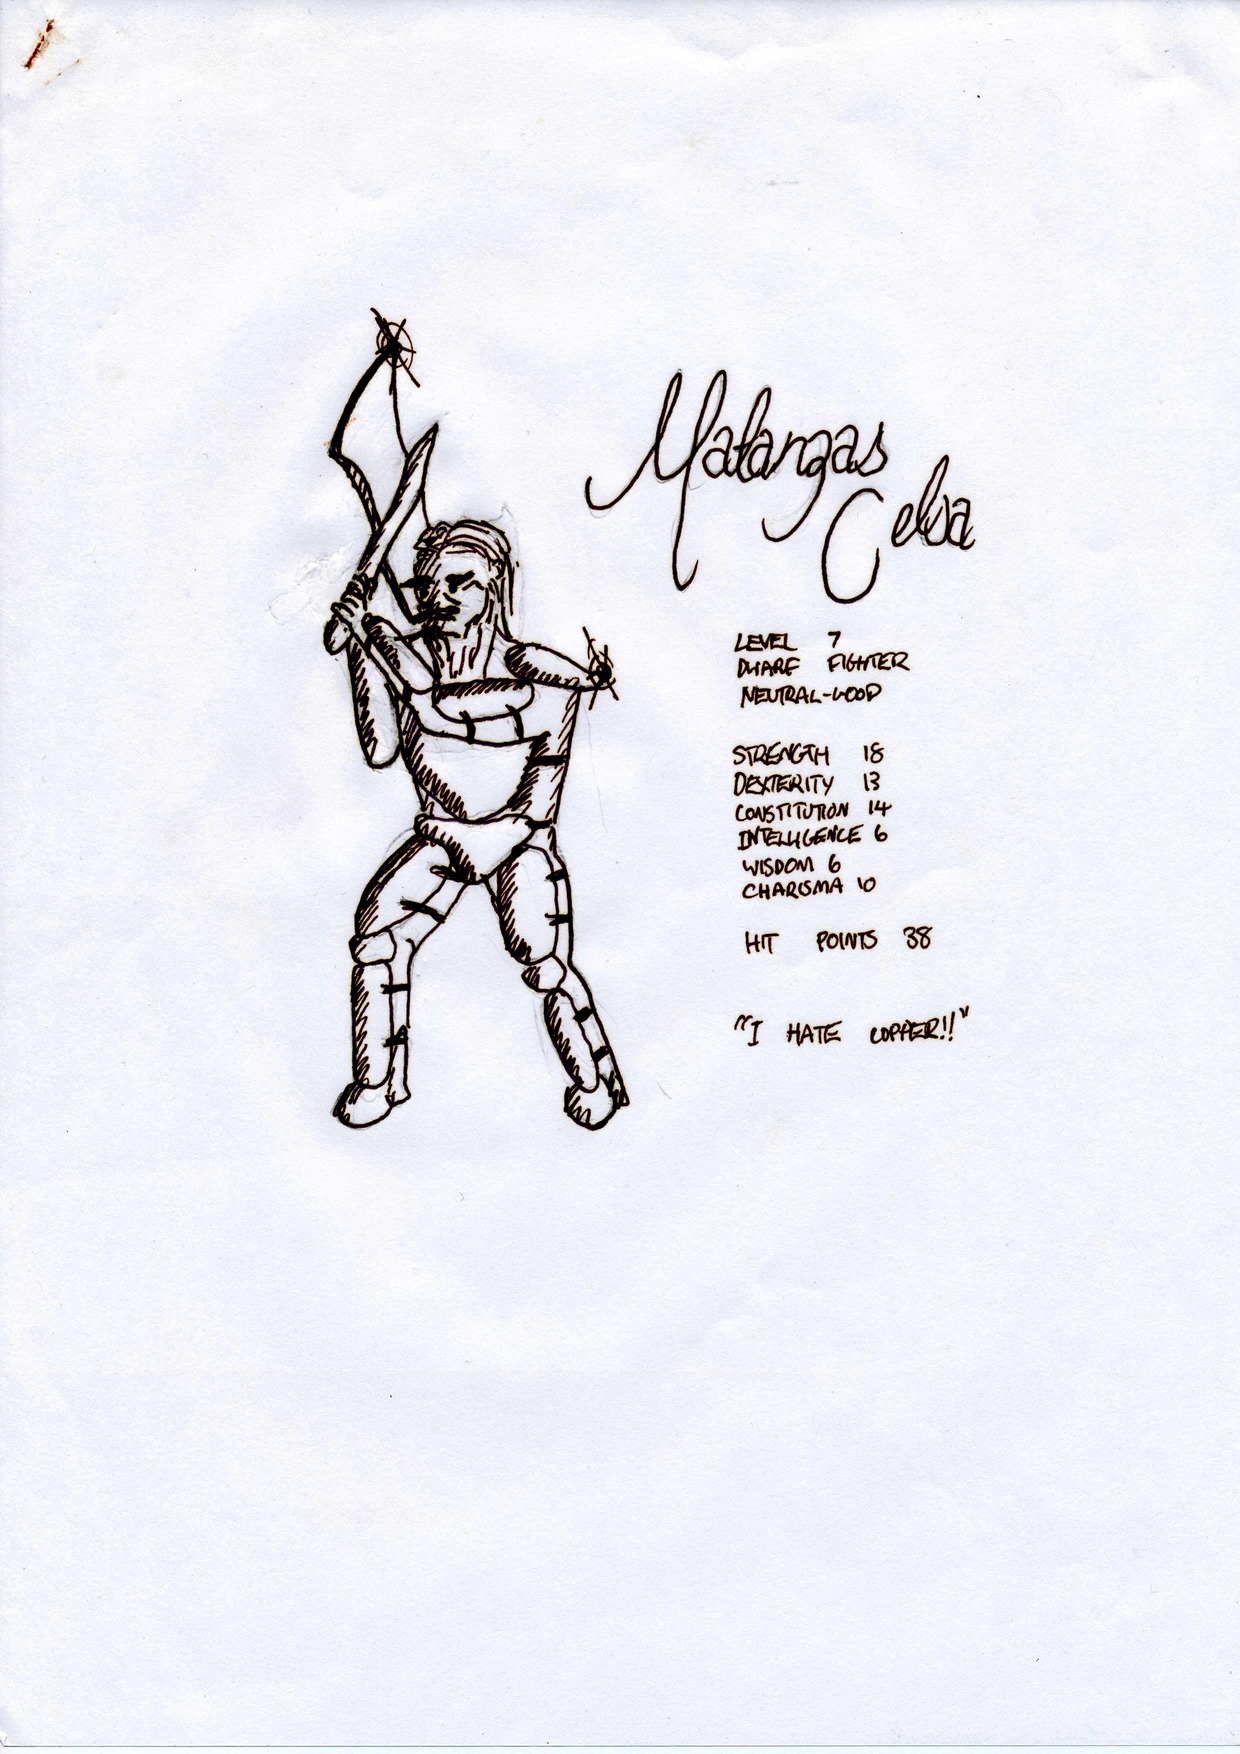 Matangas
Celva
LEVEL 7
DWARF FIGHTER
NEUTRAL-GOOD
STRENGTH 18
DEXTERITY 13
CONSTITUTION 14
INTELLIGENCE 6
WISDOM 6
CHARISMA 10
HIT POINTS 38
"I HATE COPPER!!"